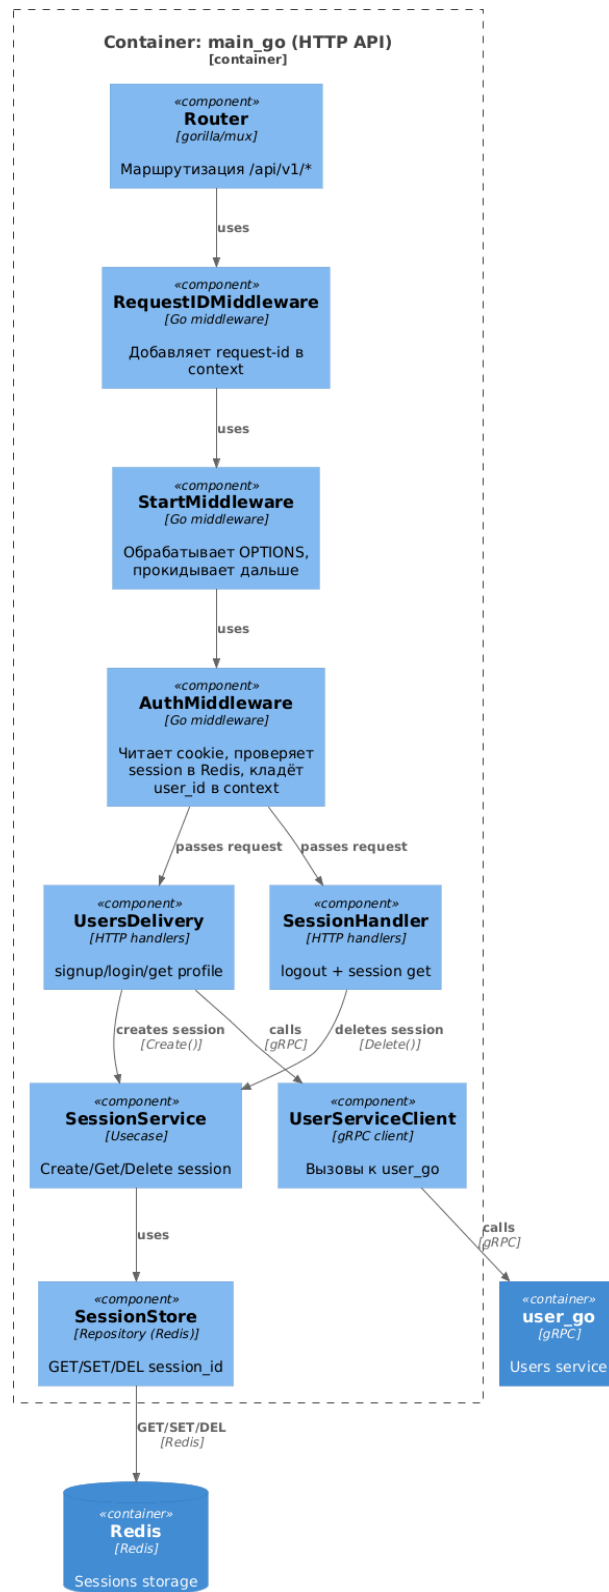 Container: main_go (HTTP API)
[container]
«component»
Router
[gorilla/mux]
Маршрутизация /api/v1/*
uses
«component»
RequestIDMiddleware
[Go middleware]
Добавляет request-id в
context
uses
«component»
StartMiddleware
[Go middleware]
Обрабатывает OPTIONS,
прокидывает дальше
uses
«component»
AuthMiddleware
[Go middleware]
Читает cookie, проверяет
session в Redis, кладёт
user_id в context
passes request
passes request
«component»
UsersDelivery
[HTTP handlers]
signup/login/get profile
«component»
SessionHandler
[HTTP handlers]
logout + session get
creates session
[Create()]
calls
[gRPC]
deletes session
[Delete()]
«component»
SessionService
[Usecase]
Create/Get/Delete session
«component»
UserServiceClient
[gRPC client]
Вызовы к user_go
uses
calls
[gRPC]
«component»
SessionStore
[Repository (Redis)]
GET/SET/DEL session_id
«container»
user_go
[gRPC]
Users service
GET/SET/DEL
[Redis]
«container»
Redis
[Redis]
Sessions storage